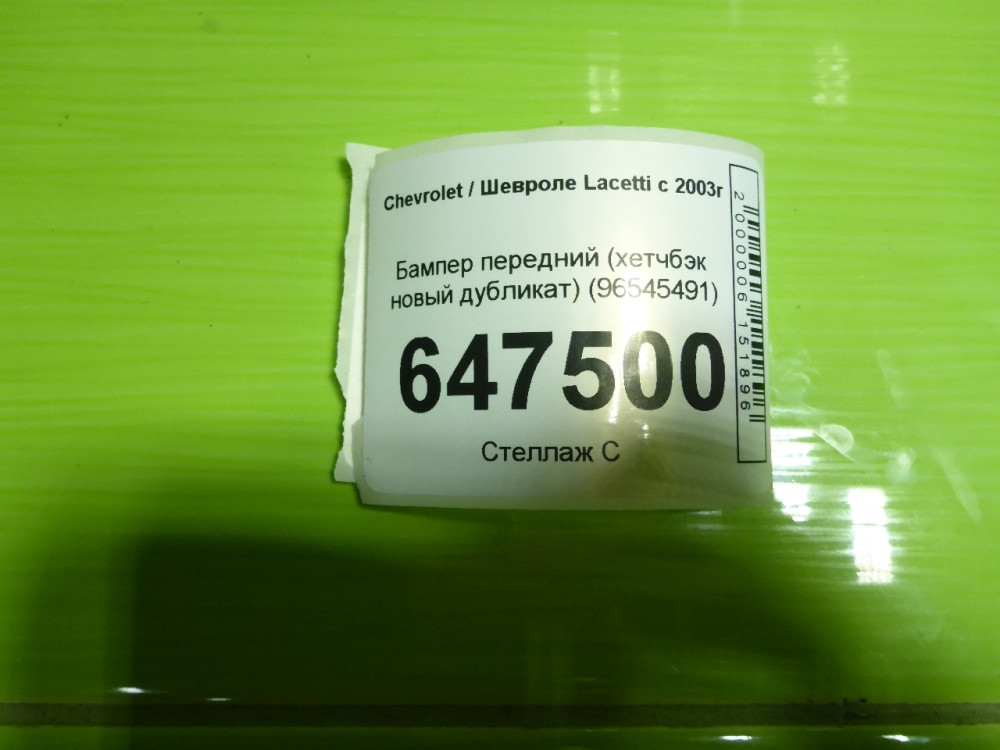 Chevrolet / Шевроле Lacetti с 2003г
Бампер передний (хетчбэк
новый дубликат) (96545491)
647500
Стеллаж С
2000006151896